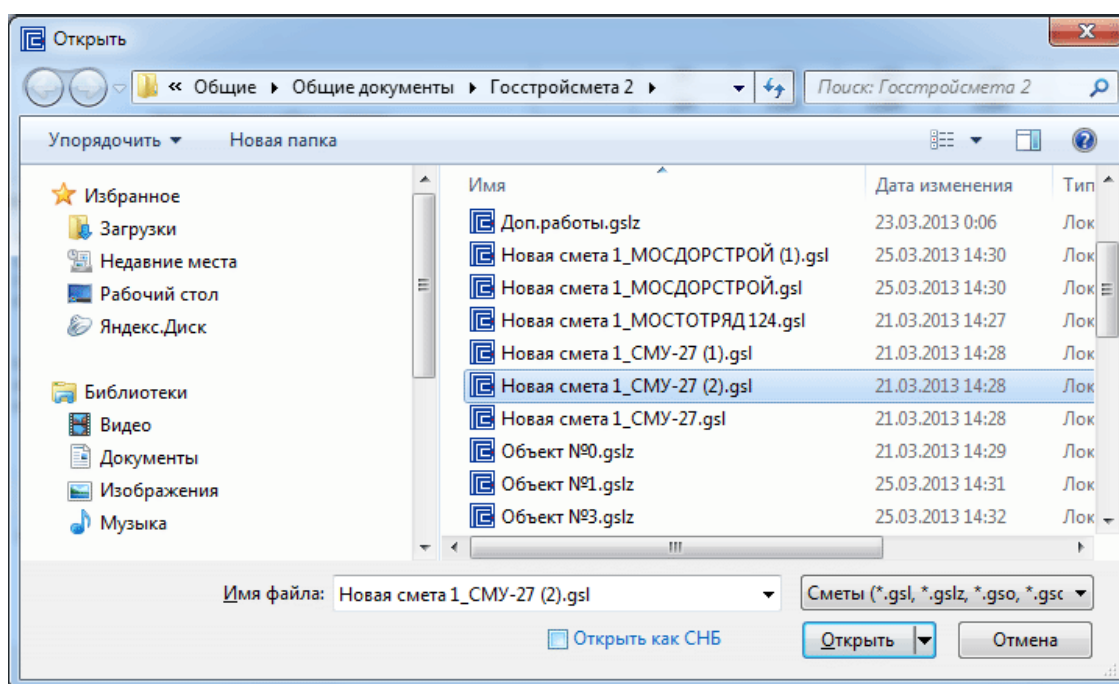 Открыть
« Общие Общие документы Госстройсмета 2 Поиск: Госстройсмета 2
Упорядочить Новая папка
Избранное
Загрузки
Недавние места
Рабочий стол
Яндекс.Диск
Библиотеки
Видео
Документы
Изображения
Музыка
Имя Дата изменения Тип
Доп.работы.gslz 23.03.2013 0:06 Лок
Новая смета 1_МОСДОРСТРОЙ (1).gsl 25.03.2013 14:30 Лок
Новая смета 1_МОСДОРСТРОЙ.gsl 25.03.2013 14:30 Лок
Новая смета 1_МОСТОТРЯД 124.gsl 21.03.2013 14:27 Лок
Новая смета 1_СМУ-27 (1).gsl 21.03.2013 14:28 Лок
Новая смета 1_СМУ-27 (2).gsl 21.03.2013 14:28 Лок
Новая смета 1_СМУ-27.gsl 21.03.2013 14:28 Лок
Объект №0.gslz 21.03.2013 14:29 Лок
Объект №1.gslz 25.03.2013 14:31 Лок
Объект №3.gslz 25.03.2013 14:32 Лок
Имя файла: Новая смета 1_СМУ-27 (2).gsl Сметы (*.gsl, *.gslz, *.gso, *.gsc
Открыть как СНБ Открыть Отмена